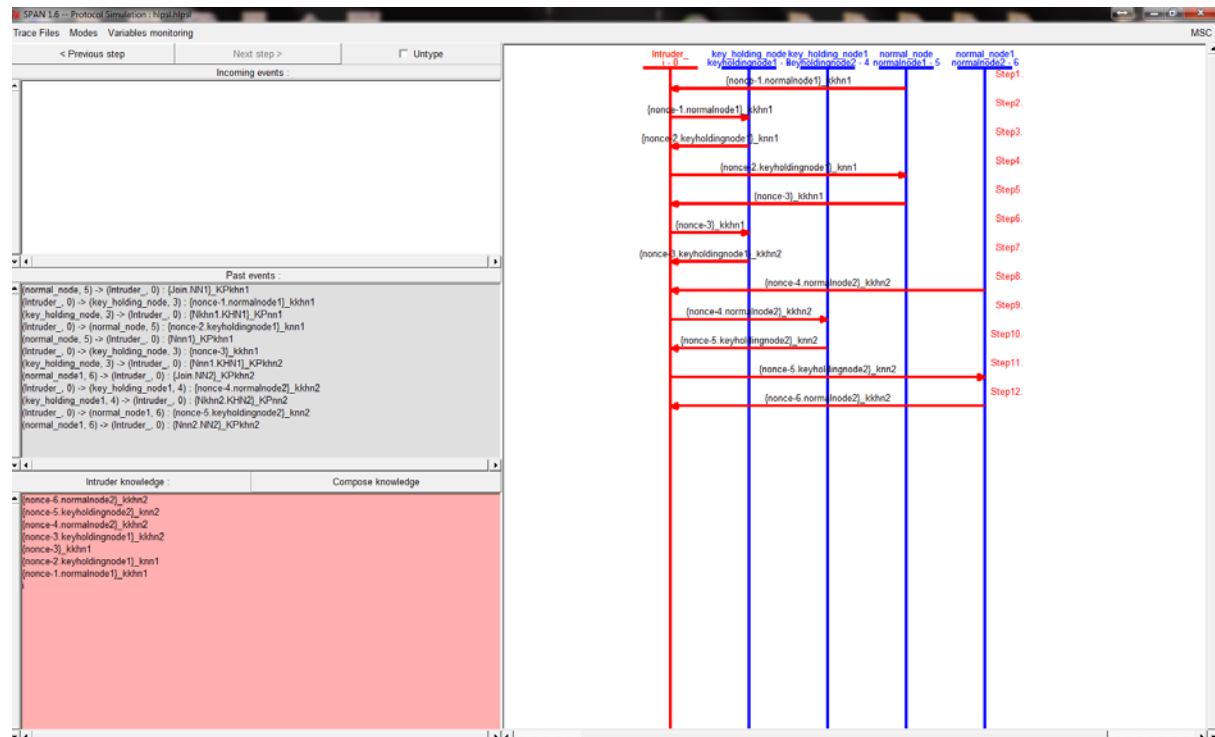 SPAN 1.6 -- Protocol Simulation : hlpsl.hlpsl
Trace Files Modes Variables monitoring MSC
< Previous step Next step > Untype
Incoming events :
Past events :
(normal_node, 5) -> (Intruder_, 0) : {Join.NN1}_KPkhn1
(Intruder_, 0) -> (key_holding_node, 3) : {nonce-1.normalnode1}_kkhn1
(key_holding_node, 3) -> (Intruder_, 0) : {Nkhn1.KHN1}_KPnn1
(Intruder_, 0) -> (normal_node, 5) : {nonce-2.keyholdingnode1}_knn1
(normal_node, 5) -> (Intruder_, 0) : {Nnn1}_KPkhn1
(Intruder_, 0) -> (key_holding_node, 3) : {nonce-3}_kkhn1
(key_holding_node, 3) -> (Intruder_, 0) : {Nnn1.KHN1}_KPkhn2
(normal_node1, 6) -> (Intruder_, 0) : {Join.NN2}_KPkhn2
(Intruder_, 0) -> (key_holding_node1, 4) : {nonce-4.normalnode2}_kkhn2
(key_holding_node1, 4) -> (Intruder_, 0) : {Nkhn2.KHN2}_KPnn2
(Intruder_, 0) -> (normal_node1, 6) : {nonce-5.keyholdingnode2}_knn2
(normal_node1, 6) -> (Intruder_, 0) : {Nnn2.NN2}_KPkhn2
Intruder knowledge : Compose knowledge
{nonce-6.normalnode2}_kkhn2
{nonce-5.keyholdingnode2}_knn2
{nonce-4.normalnode2}_kkhn2
{nonce-3.keyholdingnode1}_kkhn2
{nonce-3}_kkhn1
{nonce-2.keyholdingnode1}_knn1
{nonce-1.normalnode1}_kkhn1
i
Intruder_ key_holding_node key_holding_node1 normal_node normal_node1
i - 0 keyholdingnode1 - keyholdingnode2 - 4 normalnode1 - 5 normalnode2 - 6
Step1.
{nonce-1.normalnode1}_kkhn1
Step2.
{nonce-1.normalnode1}_kkhn1
Step3.
{nonce-2.keyholdingnode1}_knn1
Step4.
{nonce-2.keyholdingnode1}_knn1
Step5.
{nonce-3}_kkhn1
Step6.
{nonce-3}_kkhn1
Step7.
{nonce-3.keyholdingnode1}_kkhn2
Step8.
{nonce-4.normalnode2}_kkhn2
Step9.
{nonce-4.normalnode2}_kkhn2
Step10.
{nonce-5.keyholdingnode2}_knn2
Step11.
{nonce-5.keyholdingnode2}_knn2
Step12.
{nonce-6.normalnode2}_kkhn2